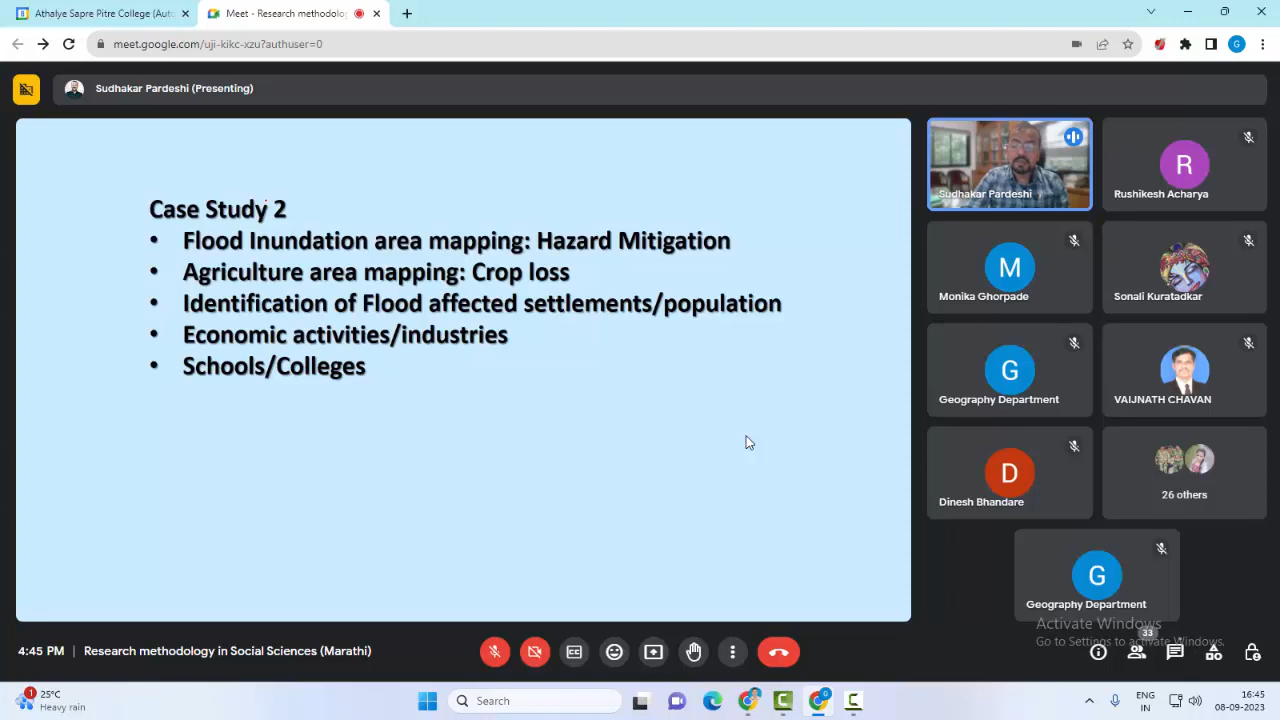 Athalye Sapre Pitre College (Auto
Meet - Research methodolo
meet.google.com/uji-kikc-xzu?authuser=0
G
Sudhakar Pardeshi (Presenting)
Case Study 2
• Flood Inundation area mapping: Hazard Mitigation
• Agriculture area mapping: Crop loss
• Identification of Flood affected settlements/population
• Economic activities/industries
• Schools/Colleges
Sudhakar Pardeshi
R
Rushikesh Acharya
M
Monika Ghorpade
Sonali Kuratadkar
G
Geography Department
VAIJNATH CHAVAN
D
Dinesh Bhandare
26 others
G
Geography Department
Activate Windows
Go to Settings to activate Windows.
33
4:45 PM | Research methodology in Social Sciences (Marathi)
1
25°C
Heavy rain
Search
ENG
IN
16:45
08-09-2023